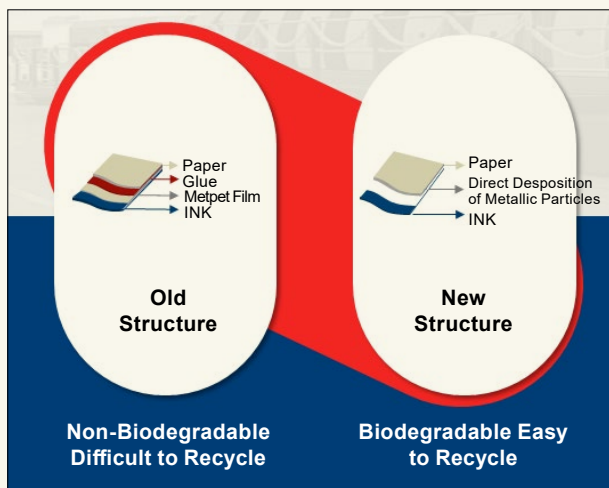 Paper
Glue
Metpet Film
INK
Old
Structure
Non-Biodegradable
Difficult to Recycle
Paper
Direct Desposition
of Metallic Particles
INK
New
Structure
Biodegradable Easy
to Recycle